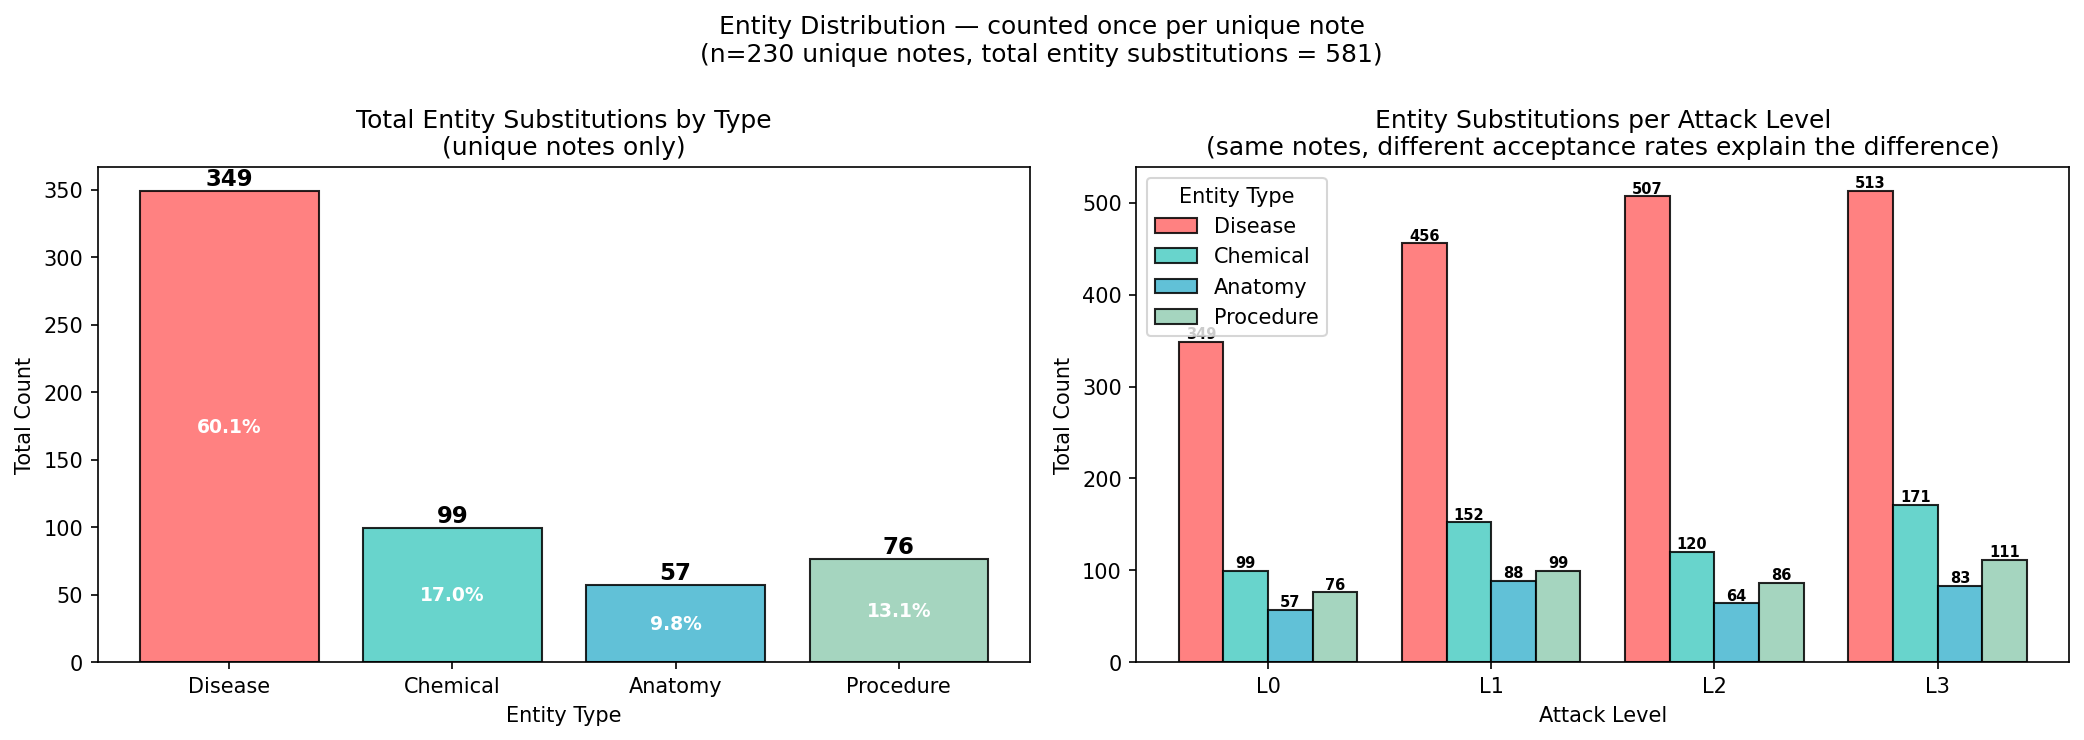 Entity Distribution — counted once per unique note
(n=230 unique notes, total entity substitutions = 581)
Total Entity Substitutions by Type
(unique notes only)
Total Count
350
300
250
200
150
100
50
0
349
60.1%
99
17.0%
57
9.8%
76
13.1%
Disease
Chemical
Anatomy
Procedure
Entity Type
Entity Substitutions per Attack Level
(same notes, different acceptance rates explain the difference)
Total Count
500
400
300
200
100
0
Entity Type
Disease
Chemical
Anatomy
Procedure
349
99
57
76
456
152
88
99
507
120
64
86
513
171
83
111
L0
L1
L2
L3
Attack Level